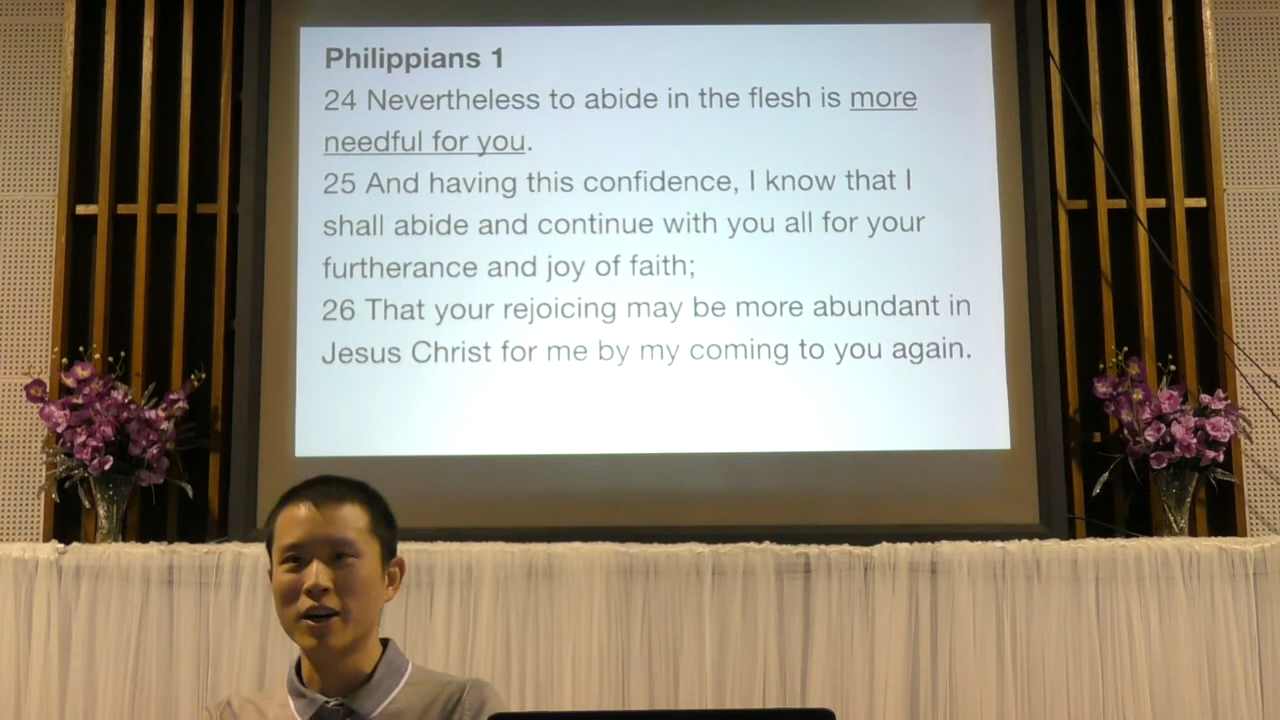 Philippians 1
24 Nevertheless to abide in the flesh is more
needful for you.
25 And having this confidence, I know that I
shall abide and continue with you all for your
furtherance and joy of faith;
26 That your rejoicing may be more abundant in
Jesus Christ for me by my coming to you again.